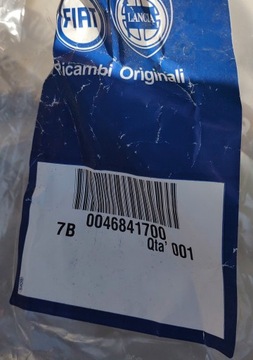 FIAT
LANCIA
Ricambi Originali
7B 0046841700
Qta' 001